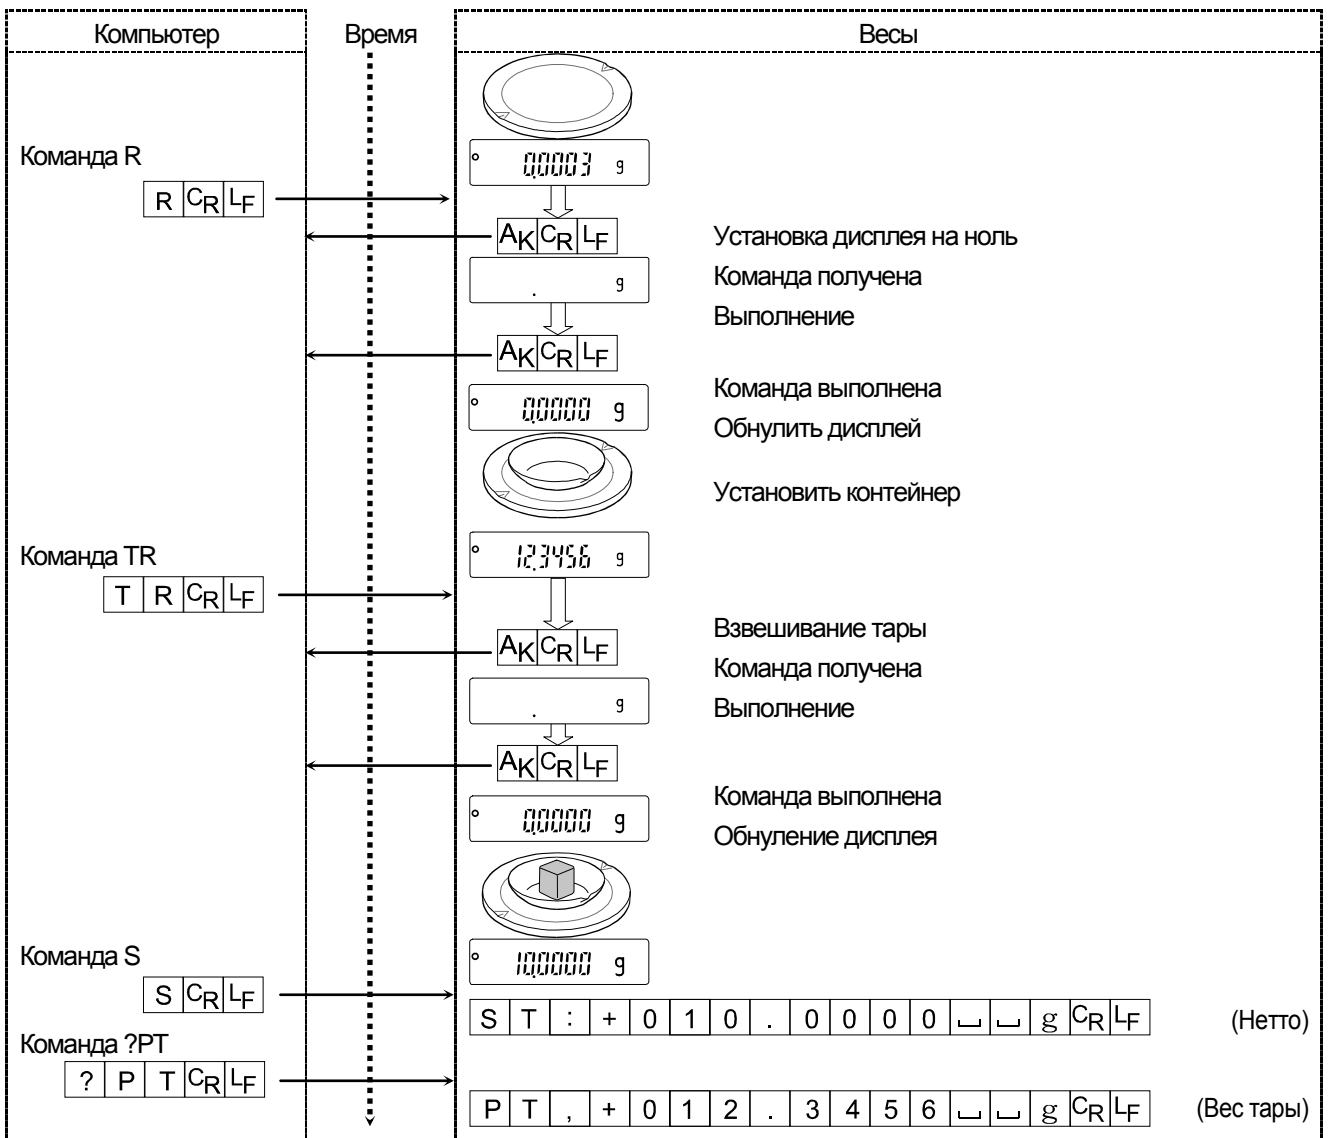 Компьютер Время Весы
Команда R
0.0003 g
R CR LF
AK CR LF Установка дисплея на ноль
. g Команда получена
Выполнение
AK CR LF
Команда выполнена
0.0000 g
Обнулить дисплей
Установить контейнер
Команда TR
12.3456 g
T R CR LF
Взвешивание тары
AK CR LF
Команда получена
. g Выполнение
AK CR LF
Команда выполнена
0.0000 g
Обнуление дисплея
Команда S
10.0000 g
S CR LF
S T : + 0 1 0 . 0 0 0 0 ⎵ ⎵ g CR LF (Нетто)
Команда ?PT
? P T CR LF
P T , + 0 1 2 . 3 4 5 6 ⎵ ⎵ g CR LF (Вес тары)